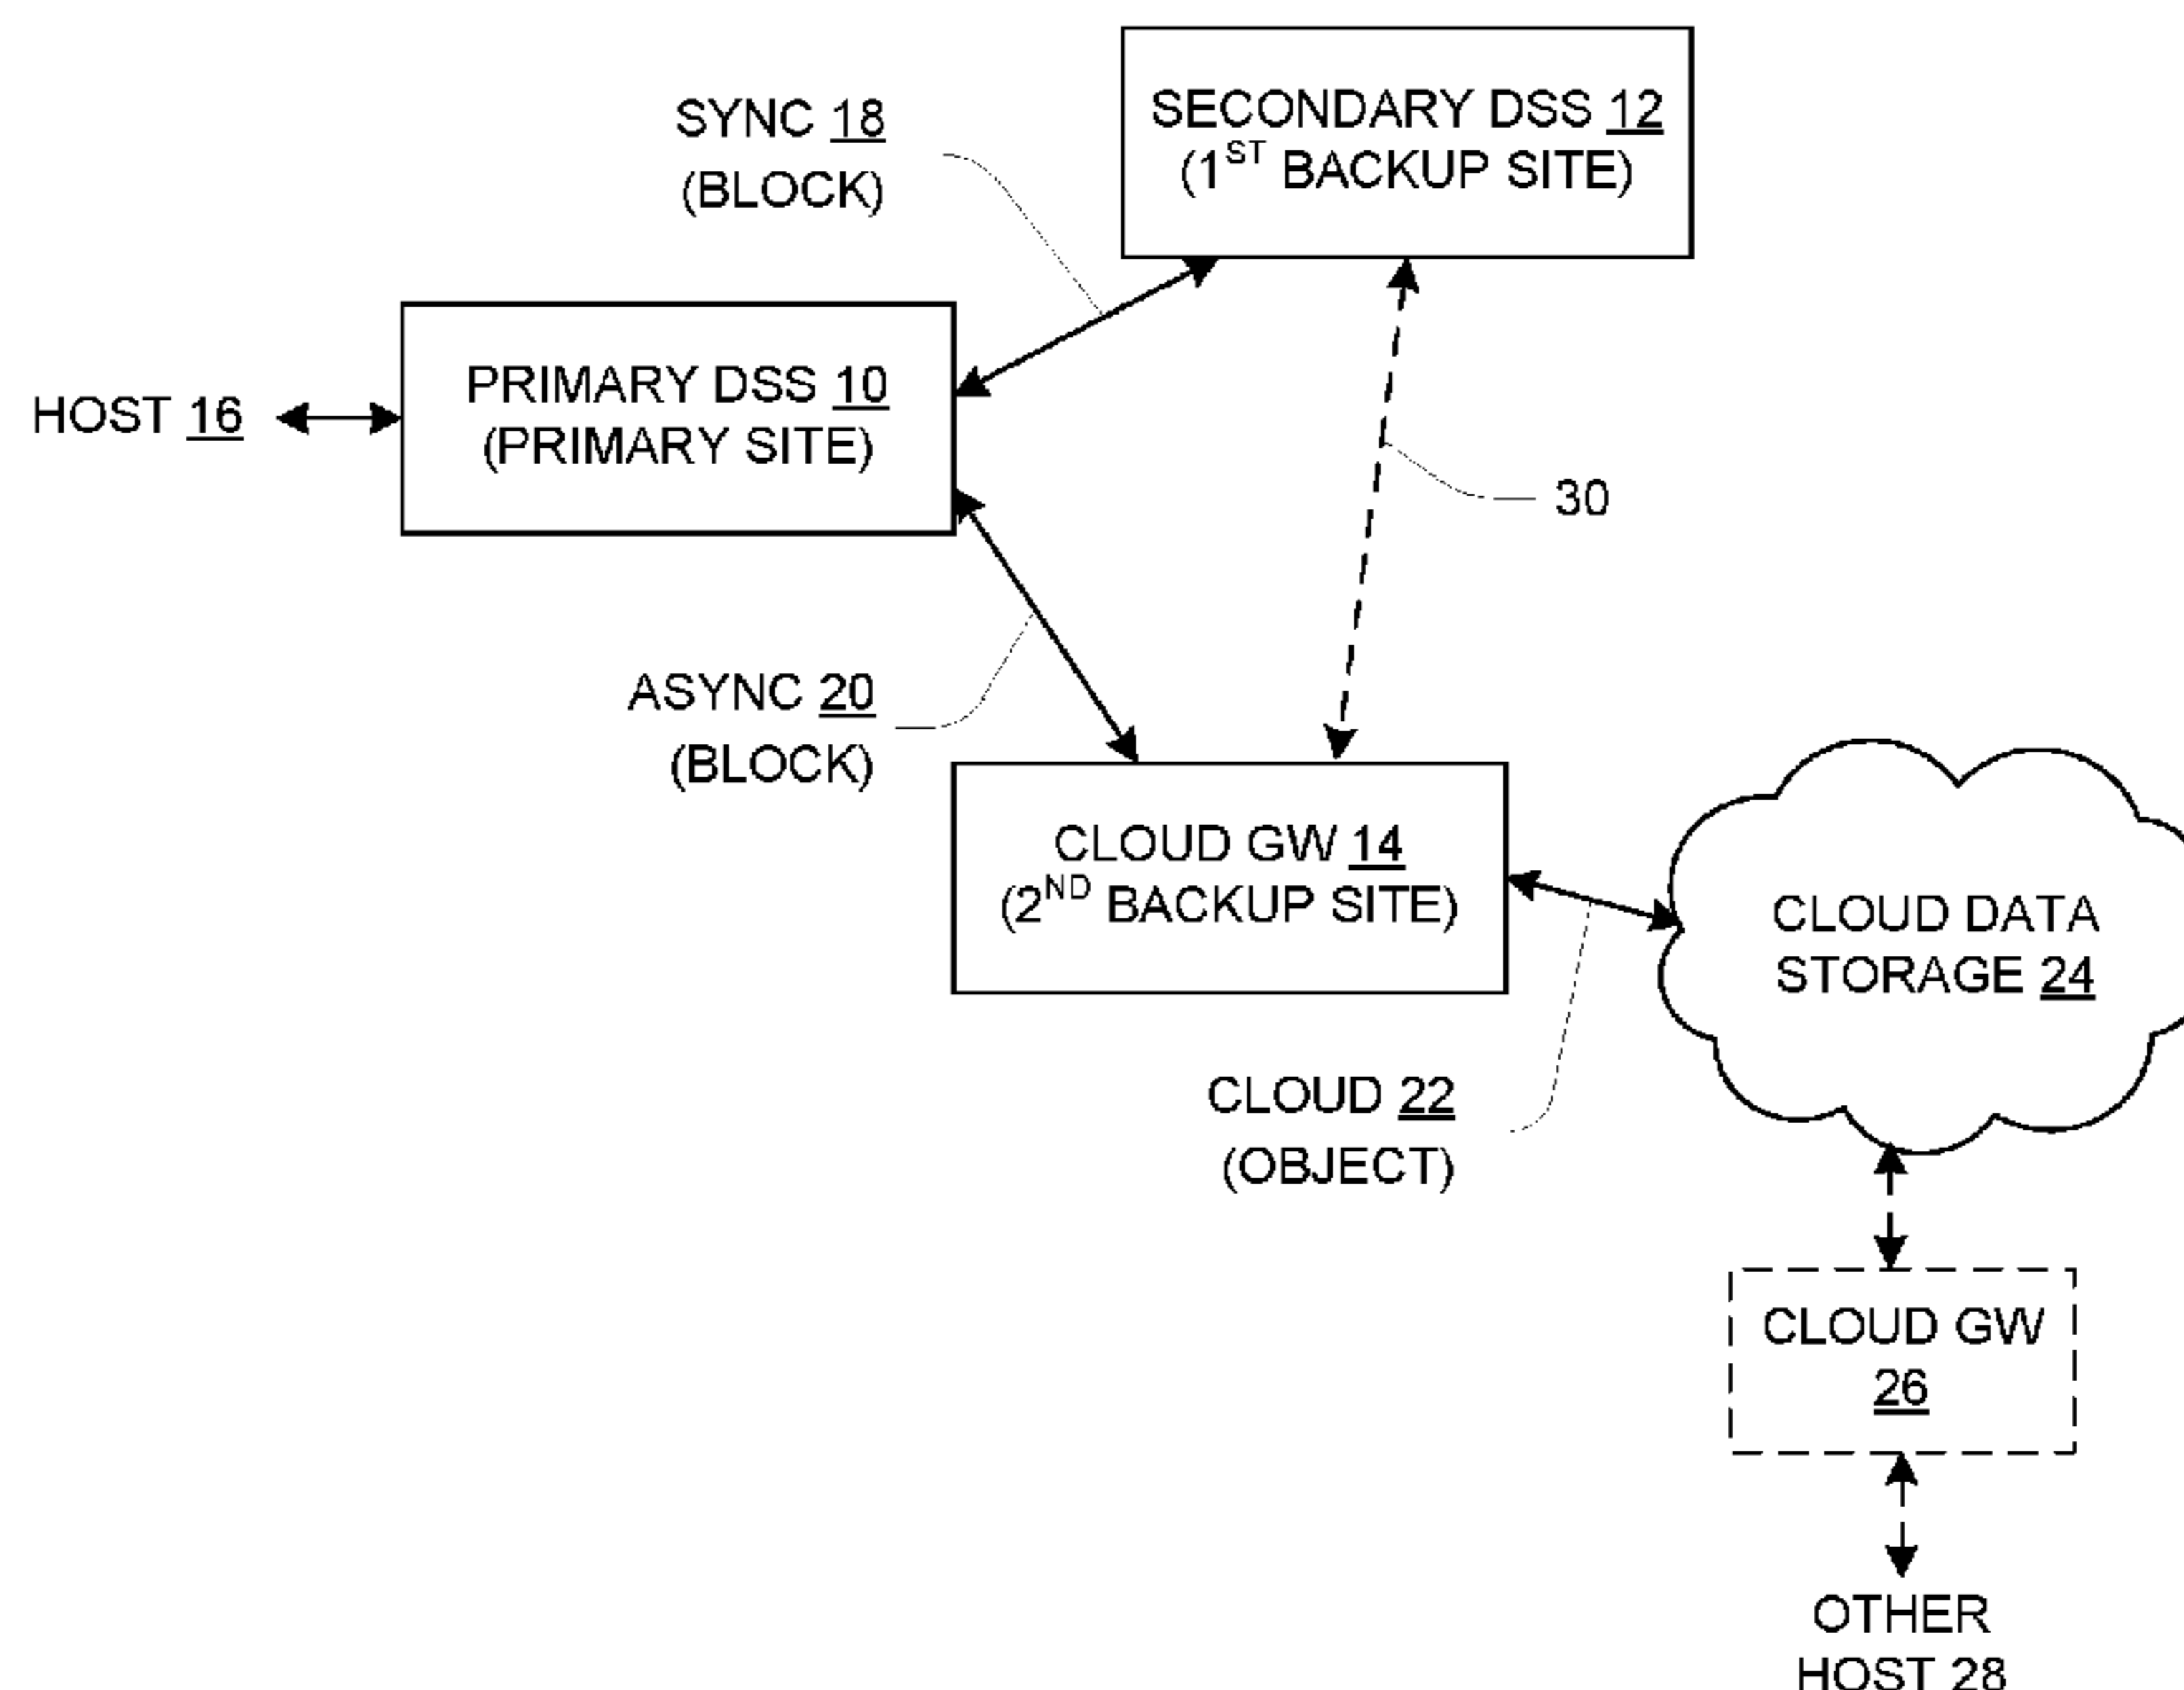 SECONDARY DSS 12
(1ST BACKUP SITE)
SYNC 18
(BLOCK)
PRIMARY DSS 10
(PRIMARY SITE)
HOST 16
30
ASYNC 20
(BLOCK)
CLOUD GW 14
(2ND BACKUP SITE)
CLOUD DATA
STORAGE 24
CLOUD 22
(OBJECT)
CLOUD GW
26
OTHER
HOST 28